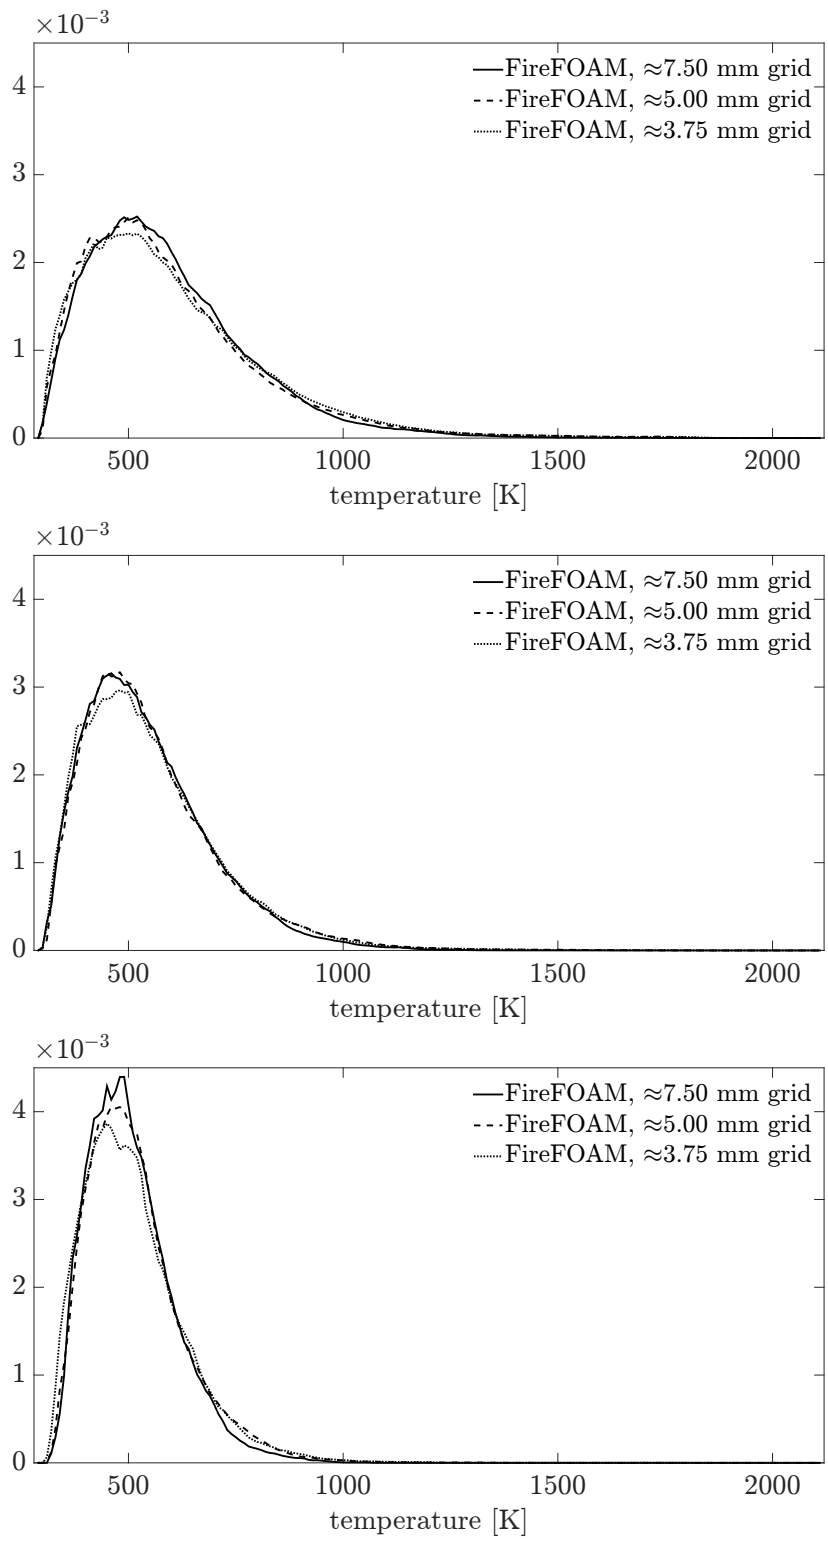 ×10⁻³
4
3
2
1
0
FireFOAM, ≈7.50 mm grid
FireFOAM, ≈5.00 mm grid
FireFOAM, ≈3.75 mm grid
500 1000 1500 2000
temperature [K]
×10⁻³
4
3
2
1
0
FireFOAM, ≈7.50 mm grid
FireFOAM, ≈5.00 mm grid
FireFOAM, ≈3.75 mm grid
500 1000 1500 2000
temperature [K]
×10⁻³
4
3
2
1
0
FireFOAM, ≈7.50 mm grid
FireFOAM, ≈5.00 mm grid
FireFOAM, ≈3.75 mm grid
500 1000 1500 2000
temperature [K]